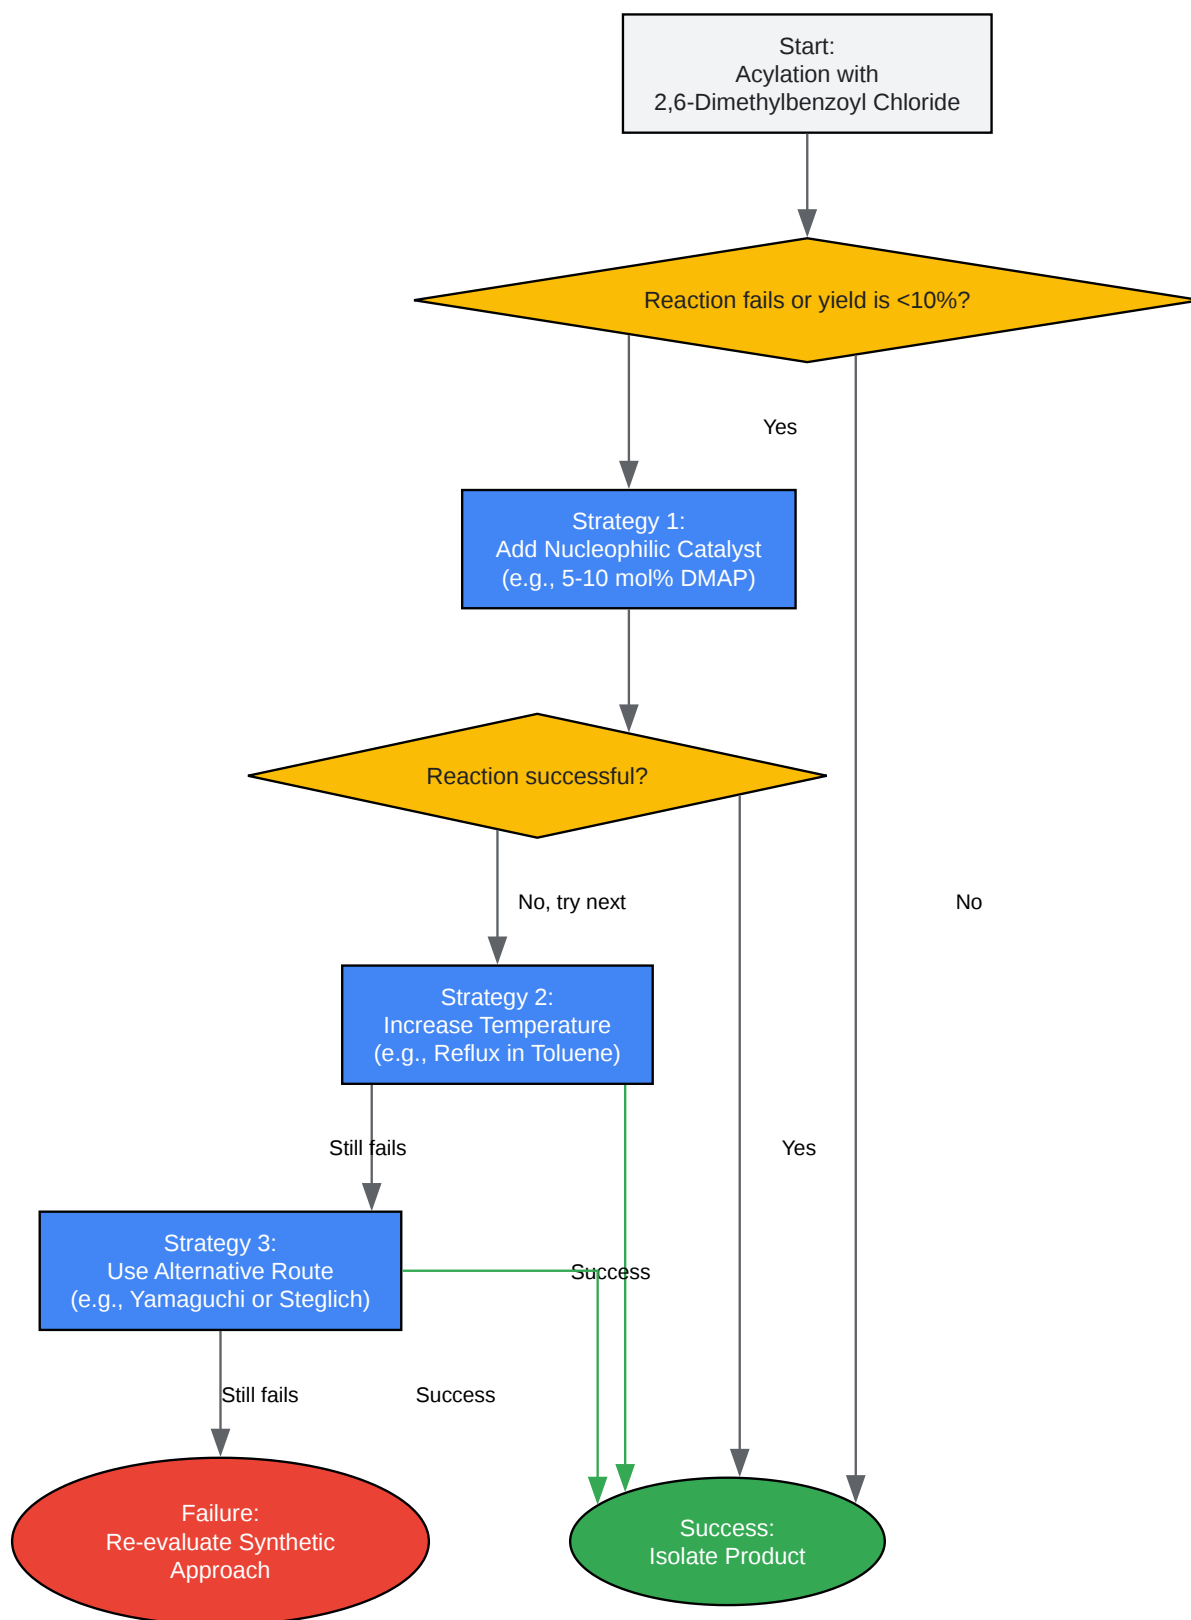 Start:
Acylation with
2,6-Dimethylbenzoyl Chloride
Reaction fails or yield is <10%?
Yes
Strategy 1:
Add Nucleophilic Catalyst
(e.g., 5-10 mol% DMAP)
Reaction successful?
No, try next
No
Strategy 2:
Increase Temperature
(e.g., Reflux in Toluene)
Still fails
Yes
Strategy 3:
Use Alternative Route
(e.g., Yamaguchi or Steglich)
Success
Still fails
Success
Failure:
Re-evaluate Synthetic
Approach
Success:
Isolate Product